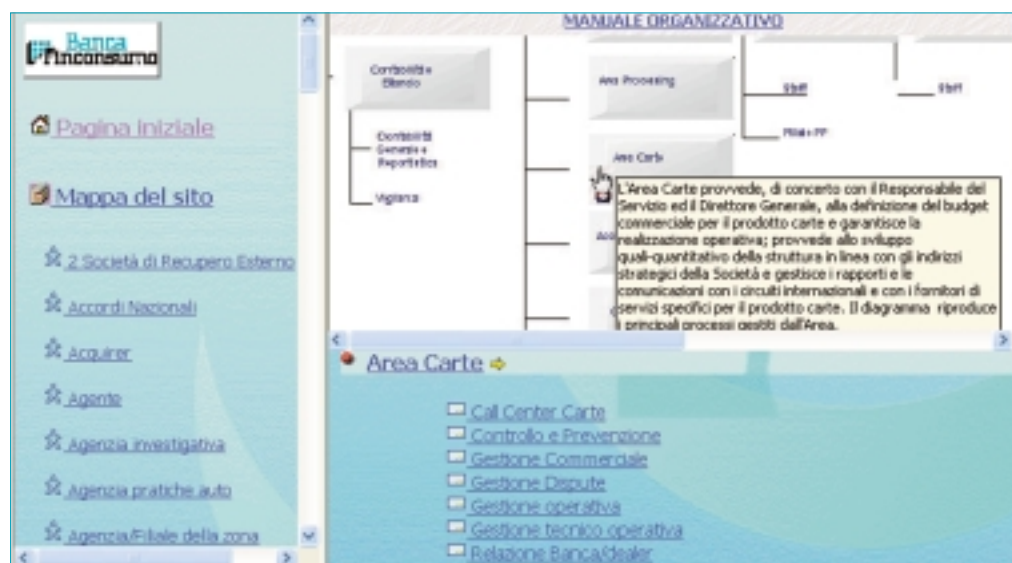 Banca
Finconsumo
Pagina iniziale
Mappa del sito
2 Società di Recupero Esterno
Accordi Nazionali
Acquirer
Agente
Agenzia investigativa
Agenzia pratiche auto
Agenzia/Filiale della zona
MANUALE ORGANIZZATIVO
Contabilità e
Bilancio
Contabilità
Generale e
Reportistica
Vigilanza
Area Processing
Area Carte
Staff
Staff
Filiale PP
L'Area Carte provvede, di concerto con il Responsabile del
Servizio ed il Direttore Generale, alla definizione del budget
commerciale per il prodotto carte e garantisce la
realizzazione operativa; provvede allo sviluppo
quali-quantitativo della struttura in linea con gli indirizzi
strategici della Società e gestisce i rapporti e le
comunicazioni con i circuiti internazionali e con i fornitori di
servizi specifici per il prodotto carte. Il diagramma riproduce
i principali processi gestiti dall'Area.
Area Carte
Call Center Carte
Controllo e Prevenzione
Gestione Commerciale
Gestione Dispute
Gestione operativa
Gestione tecnico operativa
Relazione Banca/dealer